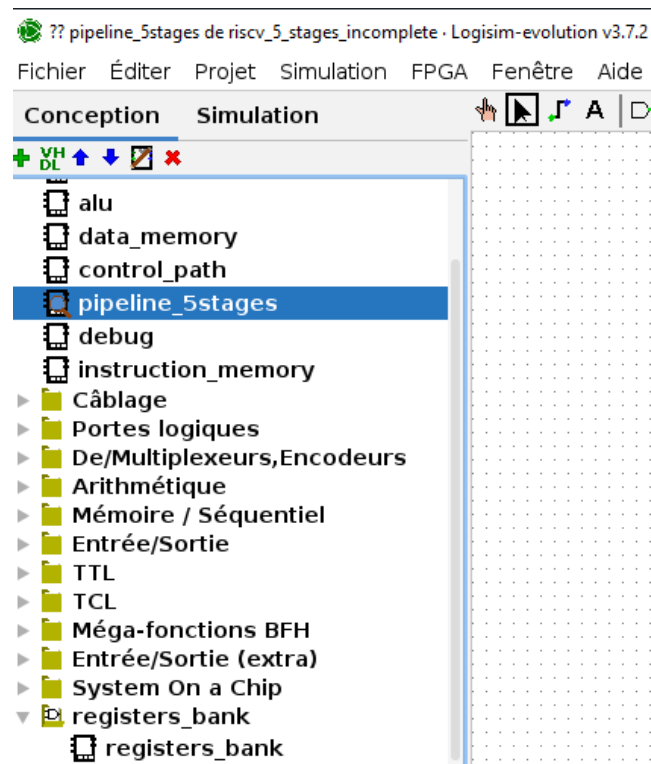 ?? pipeline_5stages de riscv_5_stages_incomplete · Logisim-evolution v3.7.2
Fichier Éditer Projet Simulation FPGA Fenêtre Aide
Conception Simulation
VH
DL
A
alu
data_memory
control_path
pipeline_5stages
debug
instruction_memory
Câblage
Portes logiques
De/Multiplexeurs,Encodeurs
Arithmétique
Mémoire / Séquentiel
Entrée/Sortie
TTL
TCL
Méga-fonctions BFH
Entrée/Sortie (extra)
System On a Chip
registers_bank
registers_bank